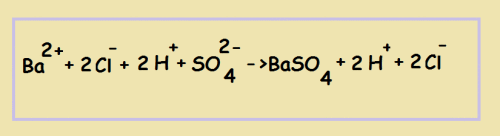 Ba²⁺ + 2 Cl⁻ + 2 H⁺ + SO₄²⁻ -> BaSO₄ + 2 H⁺ + 2 Cl⁻